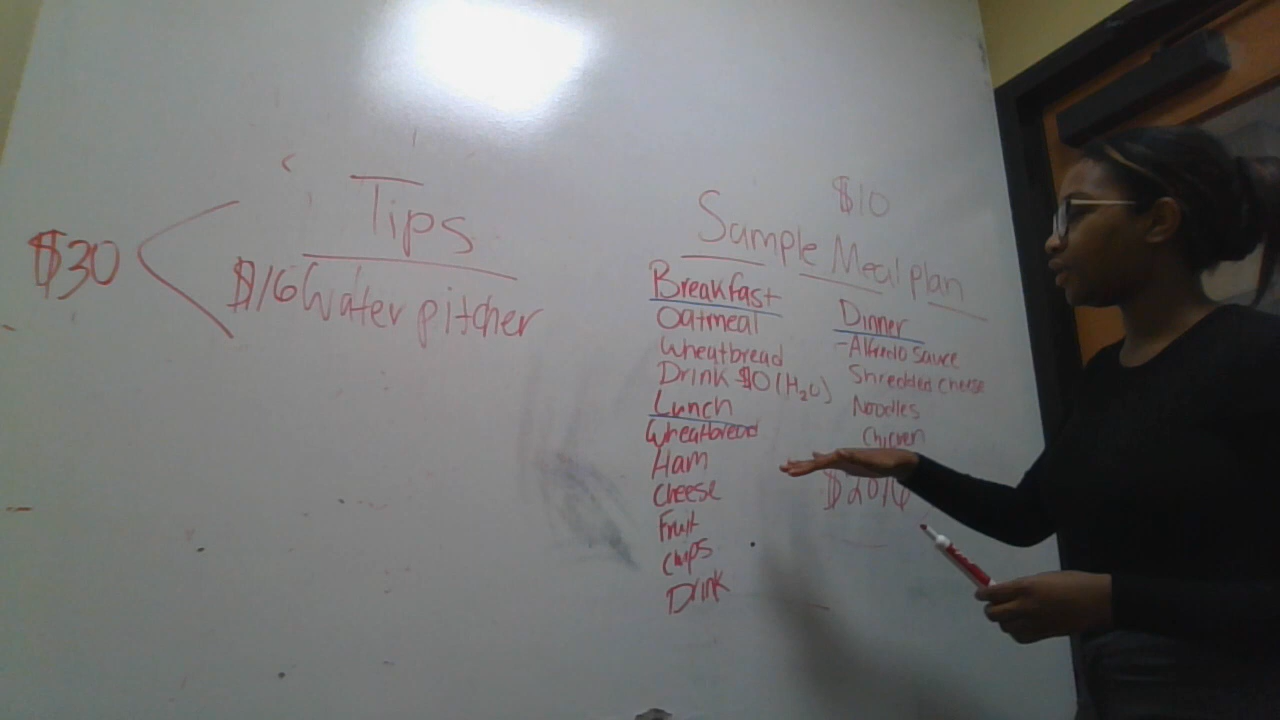 $30
Tips
$16 Water pitcher
$10
Sample Meal plan
Breakfast
Oatmeal
Wheatbread
Drink $0 (H₂O)
Lunch
Wheatbread
Ham
Cheese
Fruit
Chips
Drink
Dinner
-Alfredo sauce
Shredded Cheese
Noodles
Chicken